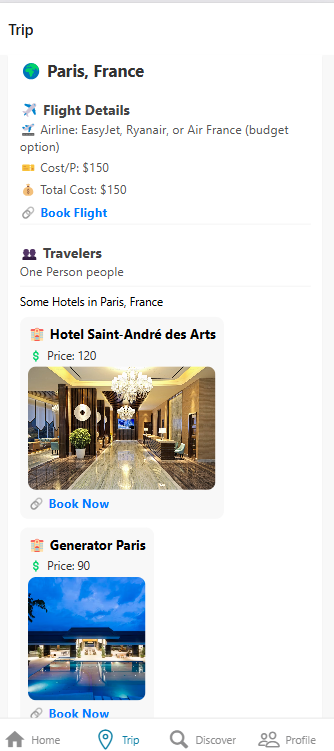 Trip
Paris, France
Flight Details
Airline: EasyJet, Ryanair, or Air France (budget
option)
Cost/P: $150
Total Cost: $150
Book Flight
Travelers
One Person people
Some Hotels in Paris, France
Hotel Saint-André des Arts
$ Price: 120
Book Now
Generator Paris
$ Price: 90
Book Now
Home
Trip
Discover
Profile